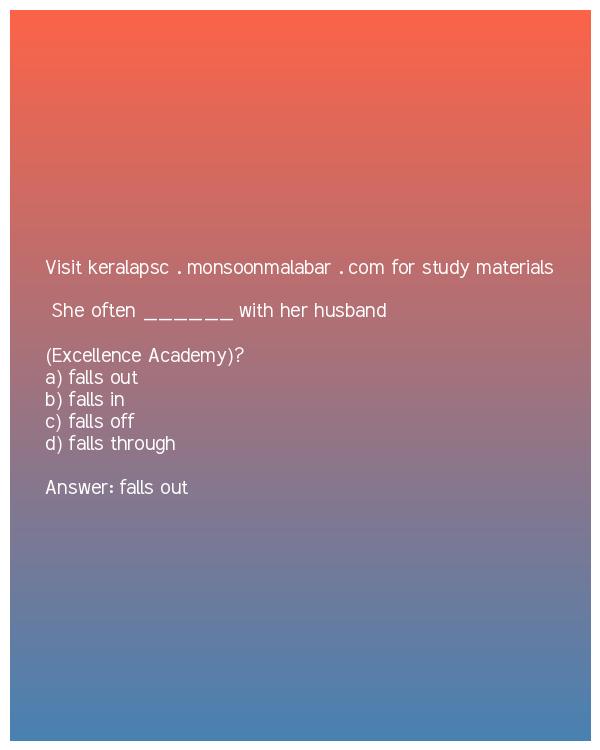 Visit keralapsc . monsoonmalabar . com for study materials
She often ______ with her husband
(Excellence Academy)?
a) falls out
b) falls in
c) falls off
d) falls through
Answer: falls out